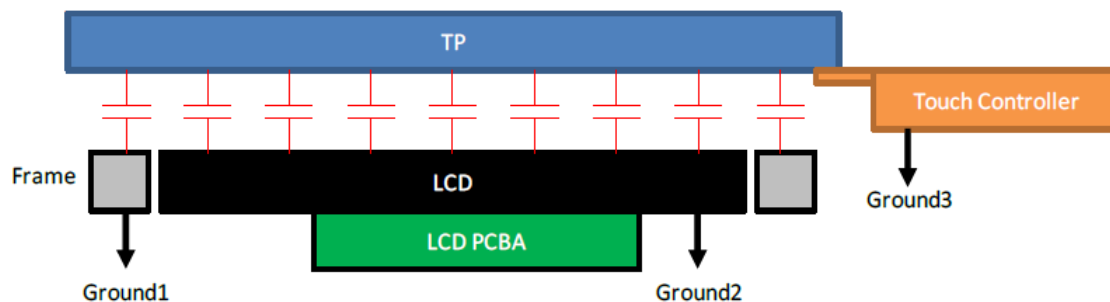 TP
Touch Controller
Frame
LCD
Ground3
LCD PCBA
Ground1
Ground2